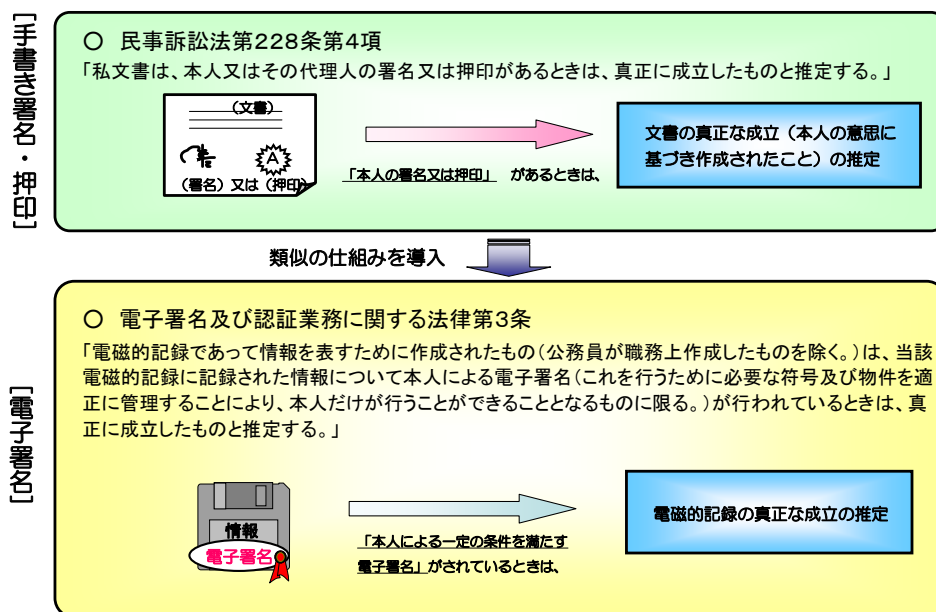 [手書き署名・押印]
○ 民事訴訟法第228条第4項
「私文書は、本人又はその代理人の署名又は押印があるときは、真正に成立したものと推定する。」
(文書)
A
(署名)又は(押印)
「本人の署名又は押印」 があるときは、
文書の真正な成立(本人の意思に
基づき作成されたこと)の推定
類似の仕組みを導入
[電子署名]
○ 電子署名及び認証業務に関する法律第3条
「電磁的記録であって情報を表すために作成されたもの(公務員が職務上作成したものを除く。)は、当該
電磁的記録に記録された情報について本人による電子署名(これを行うために必要な符号及び物件を適
正に管理することにより、本人だけが行うことができることとなるものに限る。)が行われているときは、真
正に成立したものと推定する。」
情報
電子署名
「本人による一定の条件を満たす
電子署名」がされているときは、
電磁的記録の真正な成立の推定